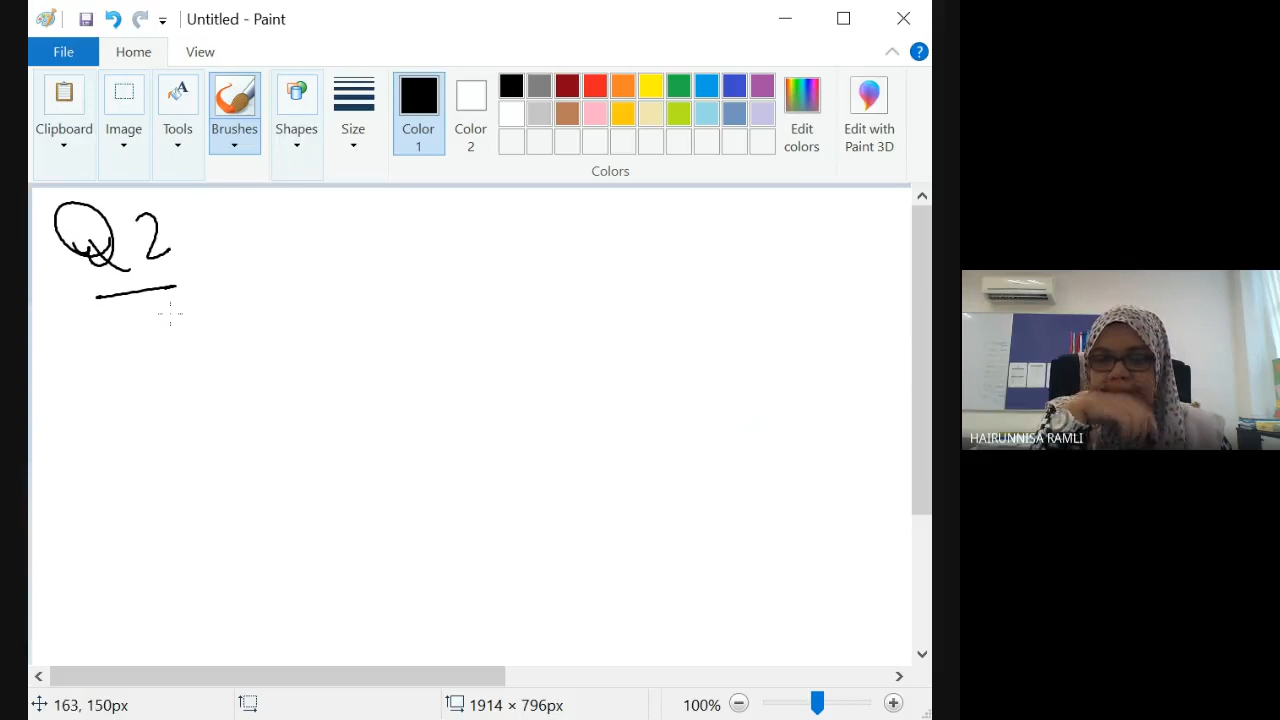 Untitled - Paint
File Home View
Clipboard Image Tools Brushes Shapes Size Color 1 Color 2 Edit colors Edit with Paint 3D
Colors
Q2
HAIRUNNISA RAMLI
163, 150px 1914 × 796px 100%